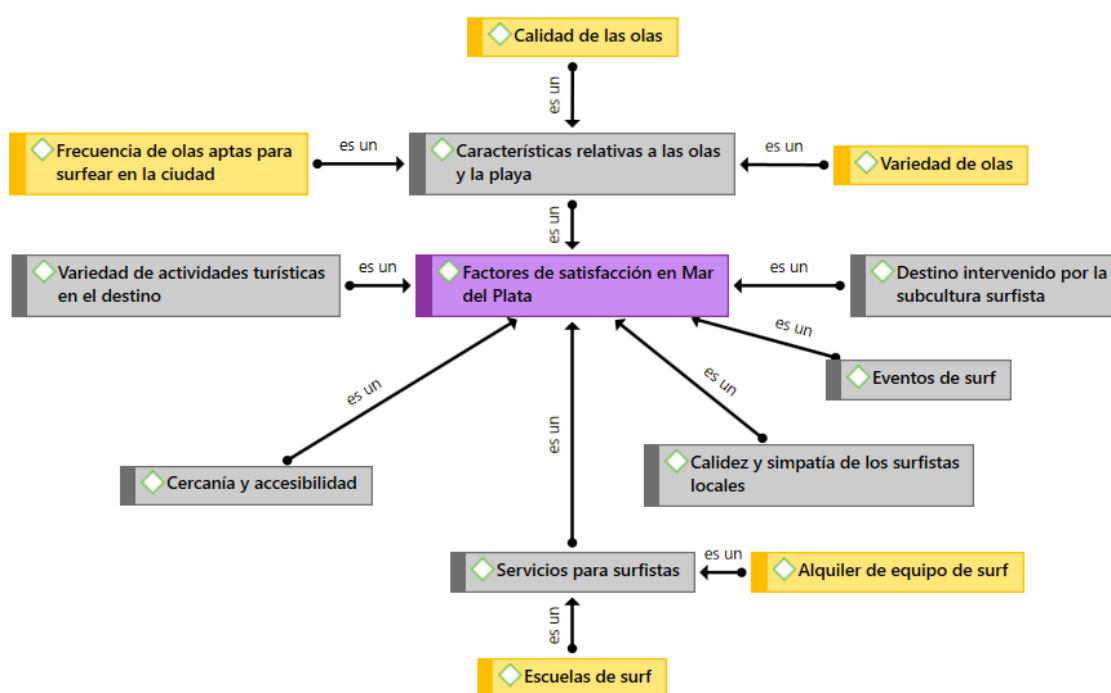 Calidad de las olas
es un
Frecuencia de olas aptas para
surfear en la ciudad
es un
Características relativas a las olas
y la playa
es un
Variedad de olas
es un
Variedad de actividades turísticas
en el destino
es un
Factores de satisfacción en Mar
del Plata
es un
Destino intervenido por la
subcultura surfista
es un
Eventos de surf
es un
es un
es un
Cercanía y accesibilidad
Calidez y simpatía de los surfistas
locales
Servicios para surfistas
es un
Alquiler de equipo de surf
es un
Escuelas de surf